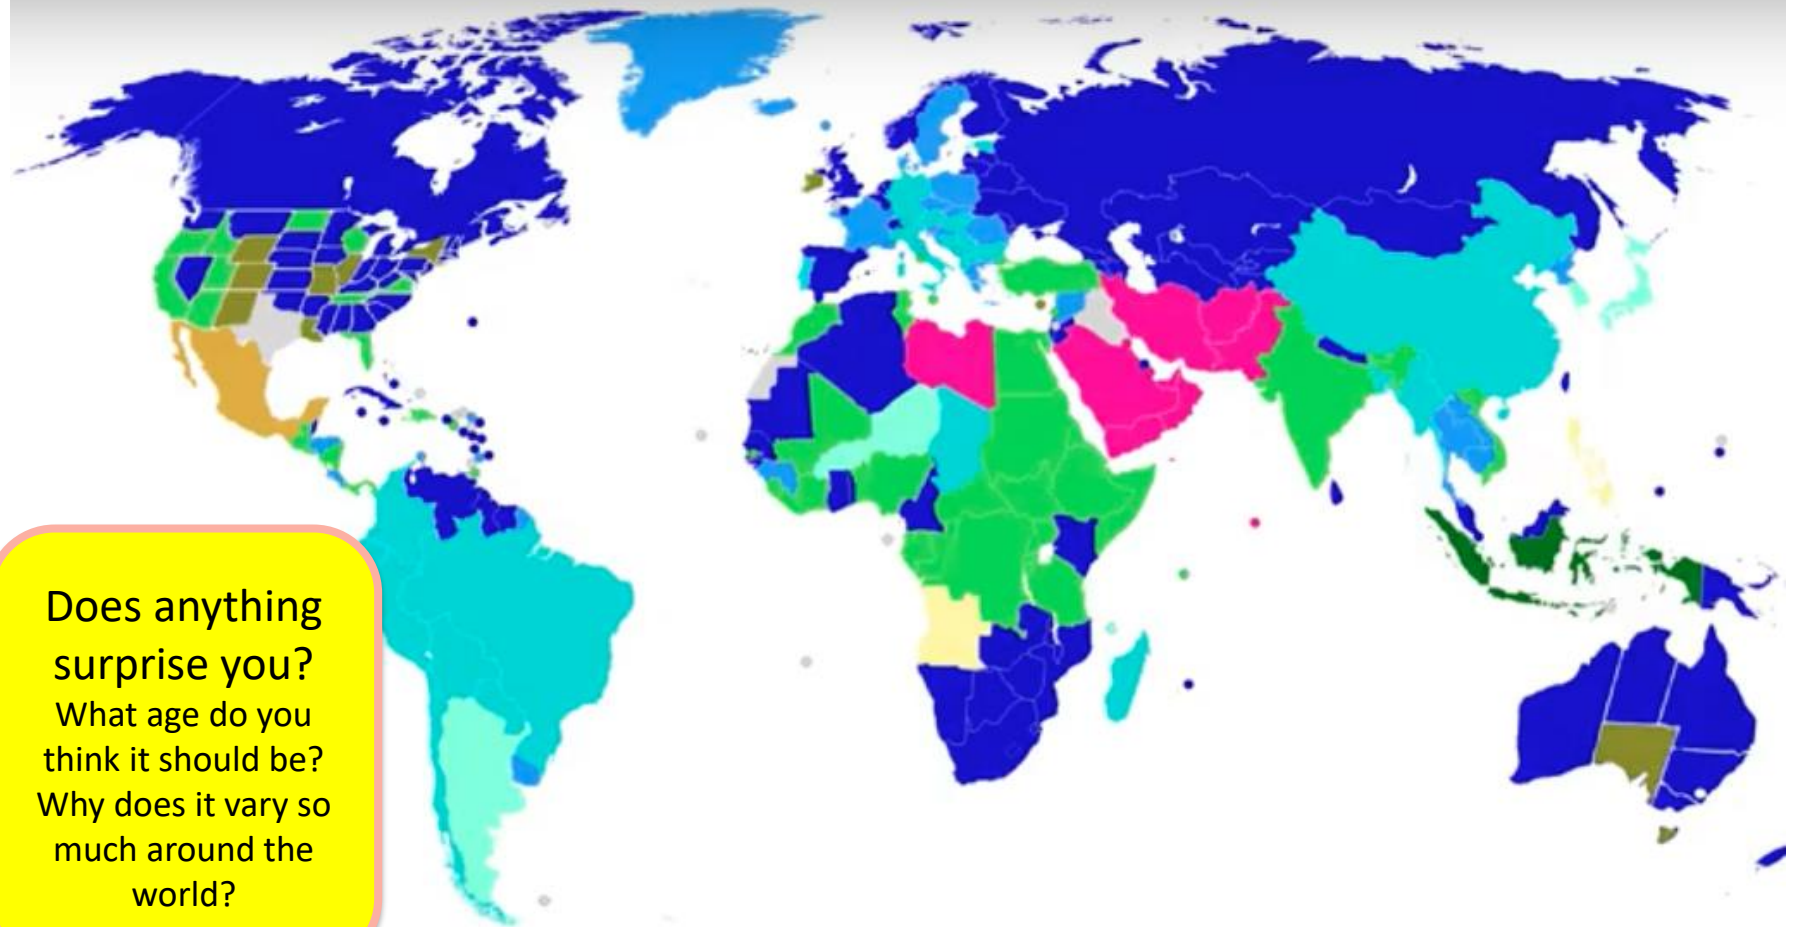 Does anything
surprise you?
What age do you
think it should be?
Why does it vary so
much around the
world?